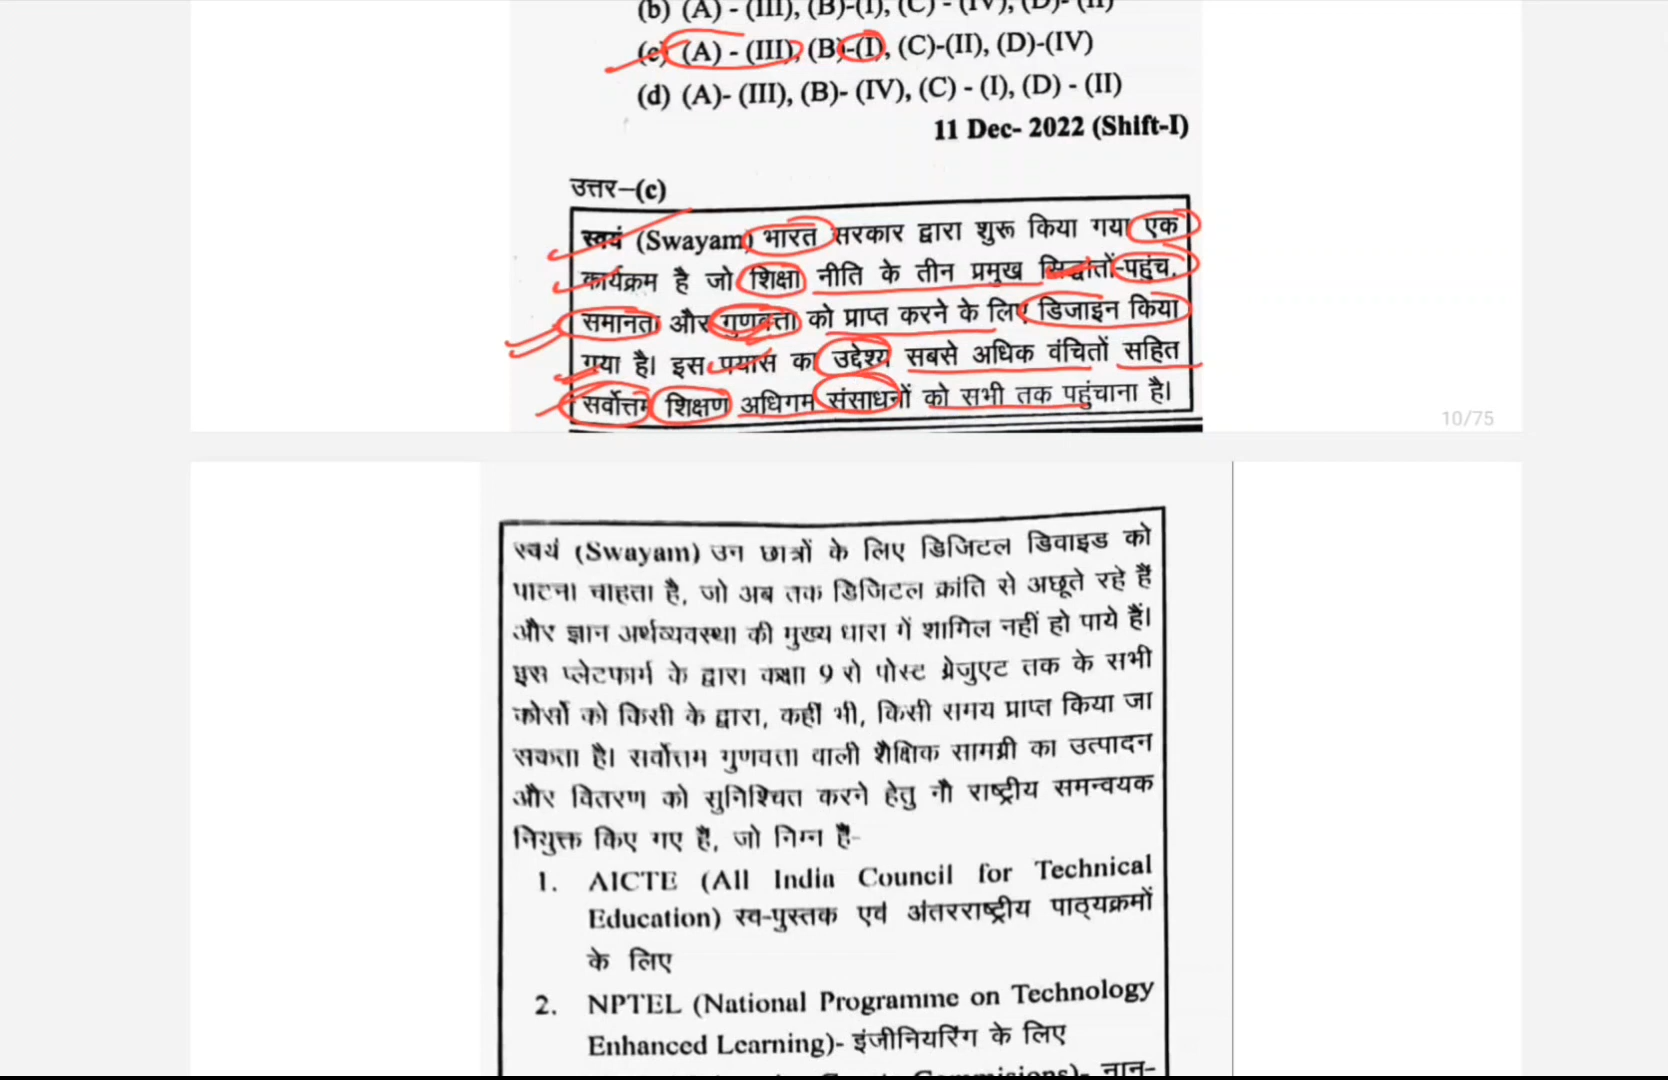 (b) (A) - (III), (B)-(I), (C) - (IV), (D)- (II)
(c) (A) - (III), (B)-(I), (C)-(II), (D)-(IV)
(d) (A)- (III), (B)- (IV), (C) - (I), (D) - (II)
11 Dec- 2022 (Shift-I)
उत्तर–(c)
स्वयं (Swayam) भारत सरकार द्वारा शुरू किया गया एक
कार्यक्रम है जो शिक्षा नीति के तीन प्रमुख सिद्धांतों-पहुंच,
समानता और गुणवत्ता को प्राप्त करने के लिए डिजाइन किया
गया है। इस प्रयास का उद्देश्य सबसे अधिक वंचितों सहित
सर्वोत्तम शिक्षण अधिगम संसाधनों को सभी तक पहुंचाना है।
10/75
स्वयं (Swayam) उन छात्रों के लिए डिजिटल डिवाइड को
पाटना चाहता है, जो अब तक डिजिटल क्रांति से अछूते रहे हैं
और ज्ञान अर्थव्यवस्था की मुख्य धारा में शामिल नहीं हो पाये हैं।
इस प्लेटफार्म के द्वारा कक्षा 9 से पोस्ट ग्रेजुएट तक के सभी
कोर्सों को किसी के द्वारा, कहीं भी, किसी समय प्राप्त किया जा
सकता है। सर्वोत्तम गुणवत्ता वाली शैक्षिक सामग्री का उत्पादन
और वितरण को सुनिश्चित करने हेतु नौ राष्ट्रीय समन्वयक
नियुक्त किए गए हैं, जो निम्न है-
1. AICTE (All India Council for Technical
Education) स्व-पुस्तक एवं अंतरराष्ट्रीय पाठ्यक्रमों
के लिए
2. NPTEL (National Programme on Technology
Enhanced Learning)- इंजीनियरिंग के लिए